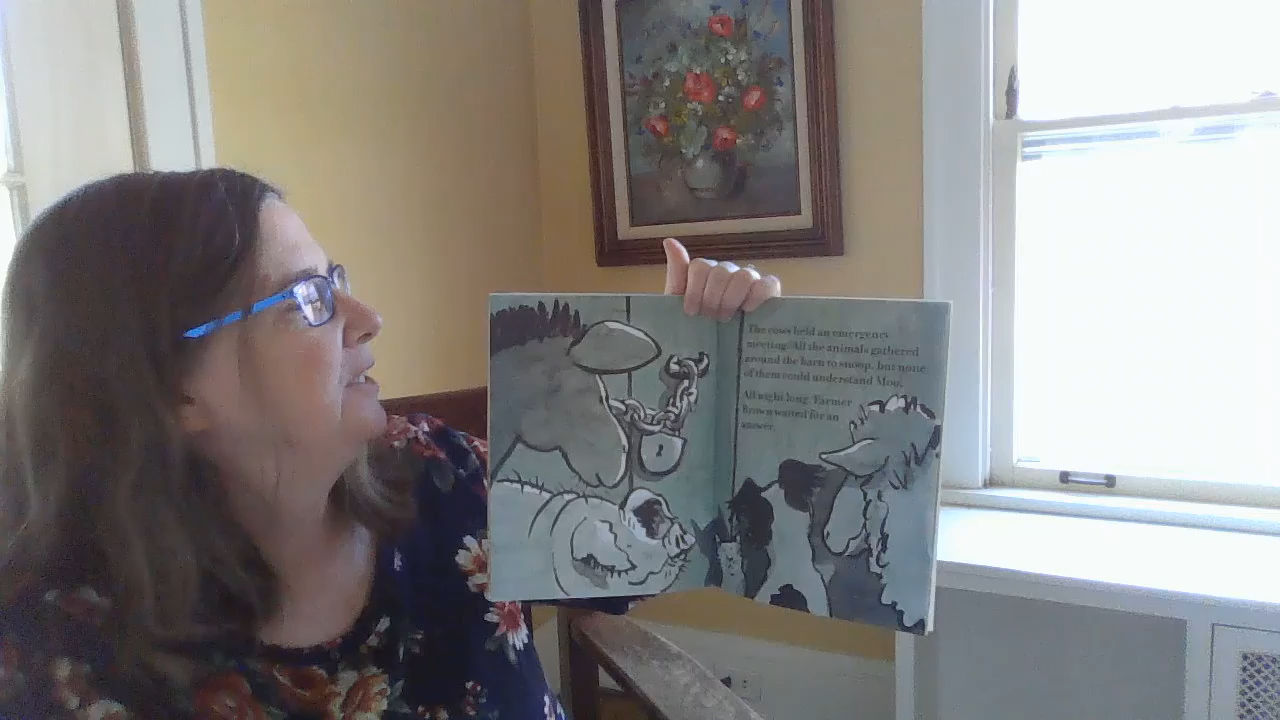 The cows held an emergency
meeting. All the animals gathered
around the barn to snoop, but none
of them could understand Moo.
All night long, Farmer
Brown waited for an
answer.